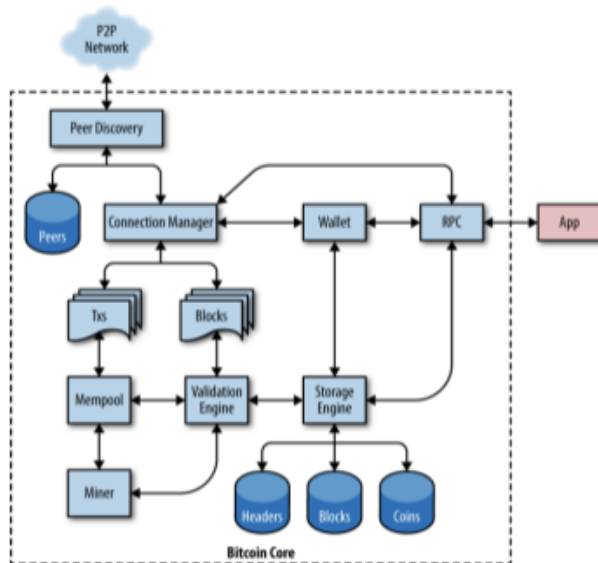 P2P
Network
Peer Discovery
Peers
Connection Manager
Wallet
RPC
App
Txs
Blocks
Mempool
Validation
Engine
Storage
Engine
Miner
Headers
Blocks
Coins
Bitcoin Core